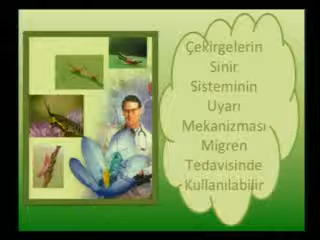 Çekirgelerin
Sinir
Sisteminin
Uyarı
Mekanizması
Migren
Tedavisinde
Kullanılabilir